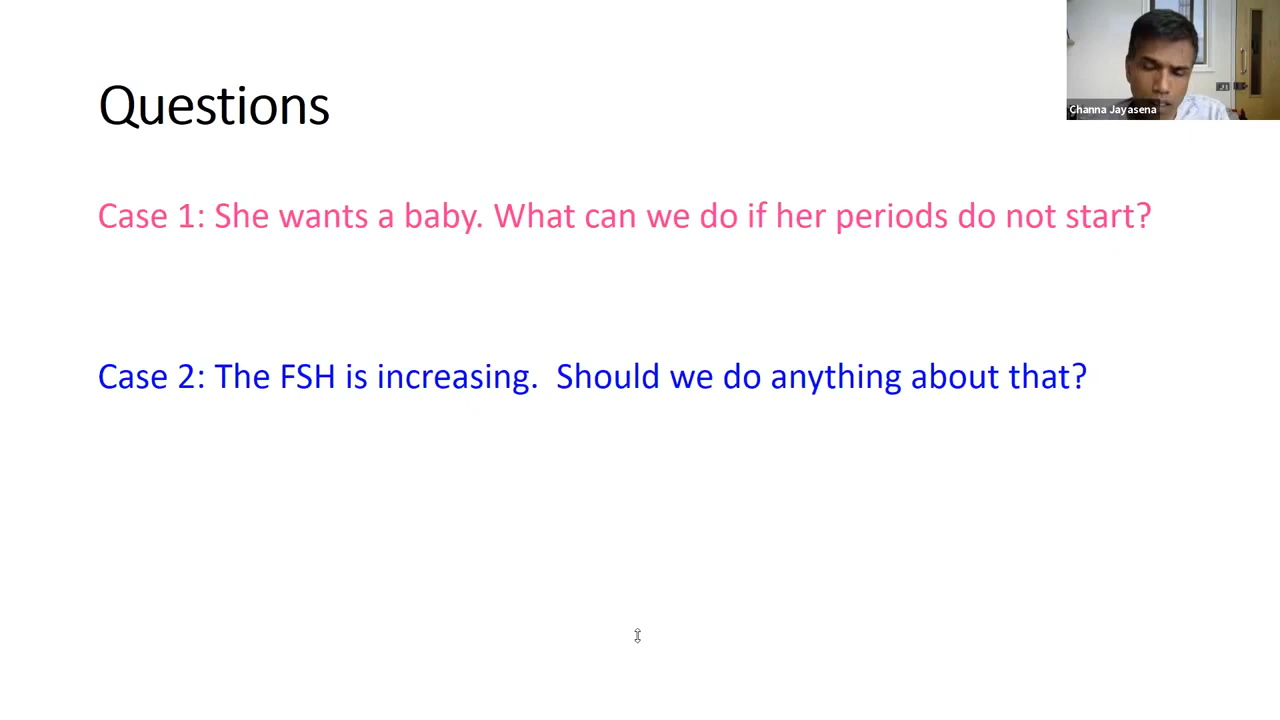 Channa Jayasena
Questions
Case 1: She wants a baby. What can we do if her periods do not start?
Case 2: The FSH is increasing.  Should we do anything about that?